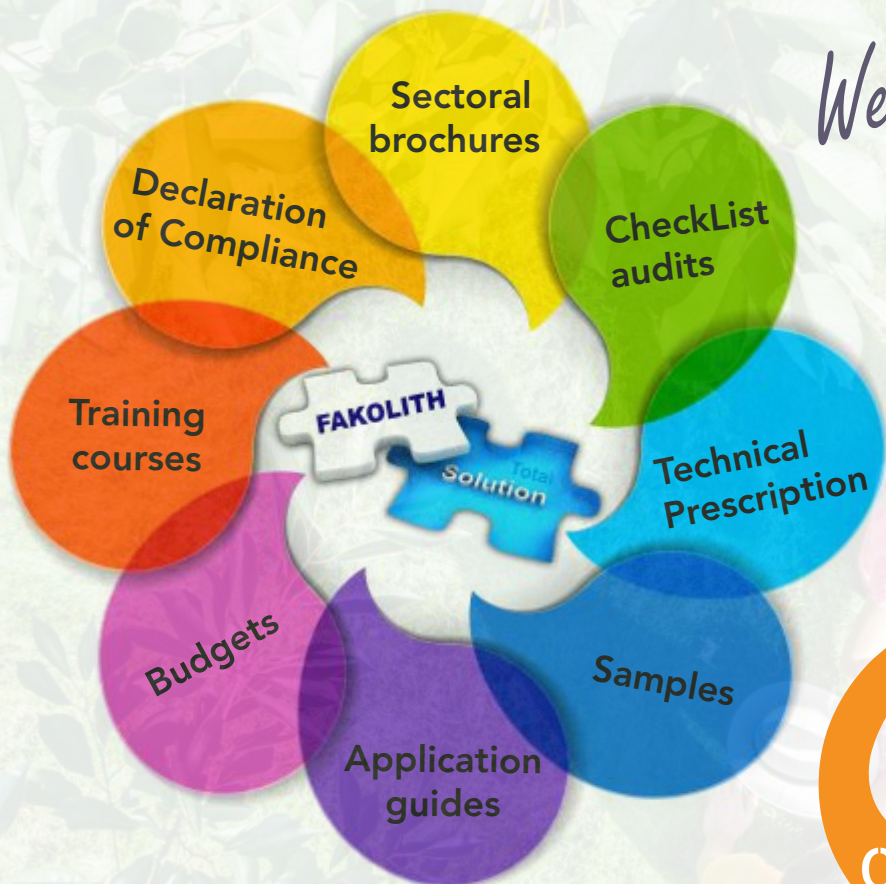 We
Sectoral
brochures
CheckList
audits
Technical
Prescription
Samples
Application
guides
Budgets
Training
courses
Declaration
of Compliance
FAKOLITH
Total
Solution